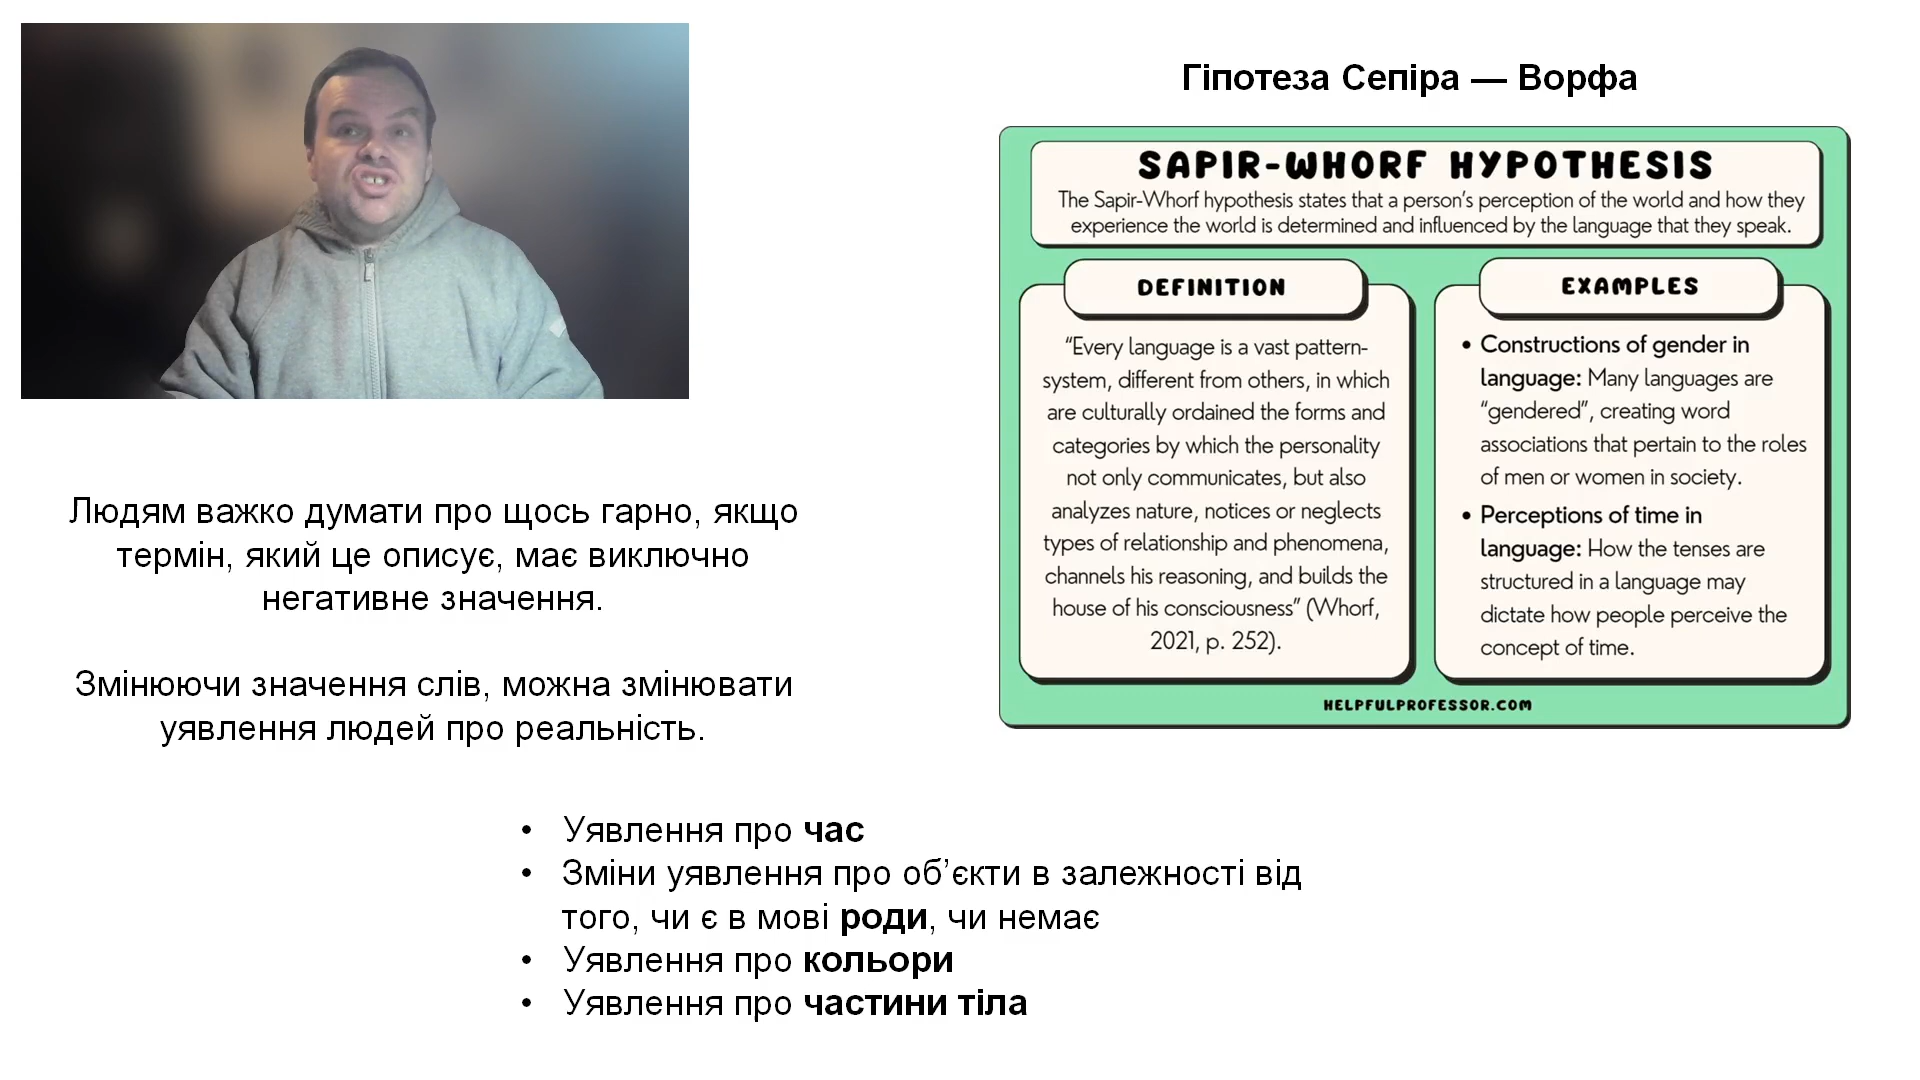 Гіпотеза Сепіра — Ворфа
SAPIR-WHORF HYPOTHESIS
The Sapir-Whorf hypothesis states that a person's perception of the world and how they
experience the world is determined and influenced by the language that they speak.
DEFINITION
“Every language is a vast pattern-
system, different from others, in which
are culturally ordained the forms and
categories by which the personality
not only communicates, but also
analyzes nature, notices or neglects
types of relationship and phenomena,
channels his reasoning, and builds the
house of his consciousness” (Whorf,
2021, p. 252).
EXAMPLES
• Constructions of gender in
language: Many languages are
“gendered”, creating word
associations that pertain to the roles
of men or women in society.
• Perceptions of time in
language: How the tenses are
structured in a language may
dictate how people perceive the
concept of time.
HELPFULPROFESSOR.COM
Людям важко думати про щось гарно, якщо
термін, який це описує, має виключно
негативне значення.
Змінюючи значення слів, можна змінювати
уявлення людей про реальність.
• Уявлення про час
• Зміни уявлення про об’єкти в залежності від
того, чи є в мові роди, чи немає
• Уявлення про кольори
• Уявлення про частини тіла